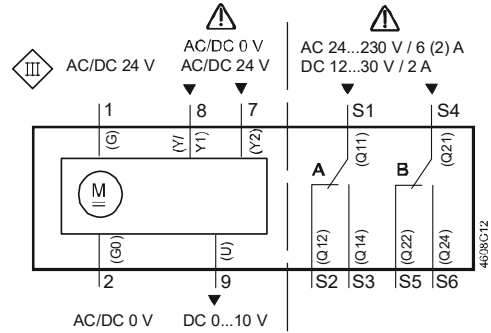 AC/DC 0 V
AC 24...230 V / 6 (2) A
III
AC/DC 24 V
AC/DC 24 V
DC 12...30 V / 2 A
1
8
7
S1
S4
(G)
(Y/
Y1)
(Y2)
(Q11)
(Q21)
A
B
M
(G0)
(U)
(Q12)
(Q14)
(Q22)
(Q24)
2
9
S2
S3
S5
S6
AC/DC 0 V
DC 0...10 V
4608G12